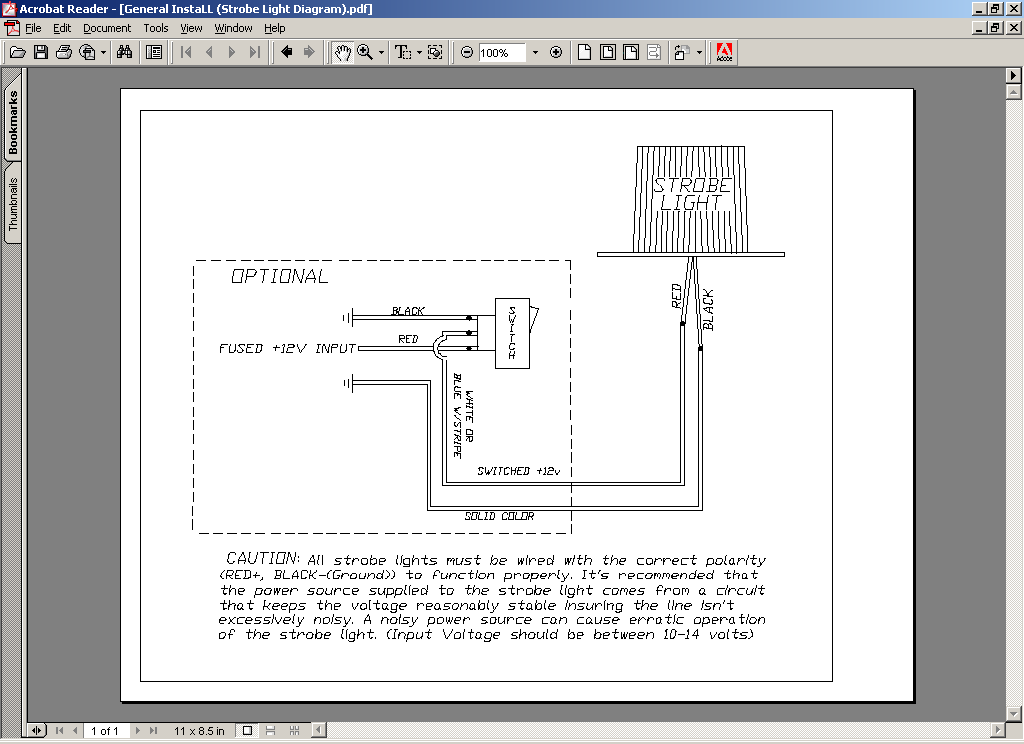 Acrobat Reader - [General InstaLL (Strobe Light Diagram).pdf]
File Edit Document Tools View Window Help
100%
Adobe
Bookmarks
Thumbnails
STROBE
LIGHT
OPTIONAL
RED
BLACK
BLACK
SWITCH
RED
FUSED +12V INPUT
WHITE OR
BLUE W/STRIPE
SWITCHED +12v
SOLID COLOR
CAUTION: All strobe lights must be wired with the correct polarity
(RED+, BLACK-(Ground)) to function properly. It's recommended that
the power source supplied to the strobe light comes from a circuit
that keeps the voltage reasonably stable insuring the line isn't
excessively noisy. A noisy power source can cause erratic operation
of the strobe light. (Input Voltage should be between 10-14 volts)
1 of 1 11 x 8.5 in